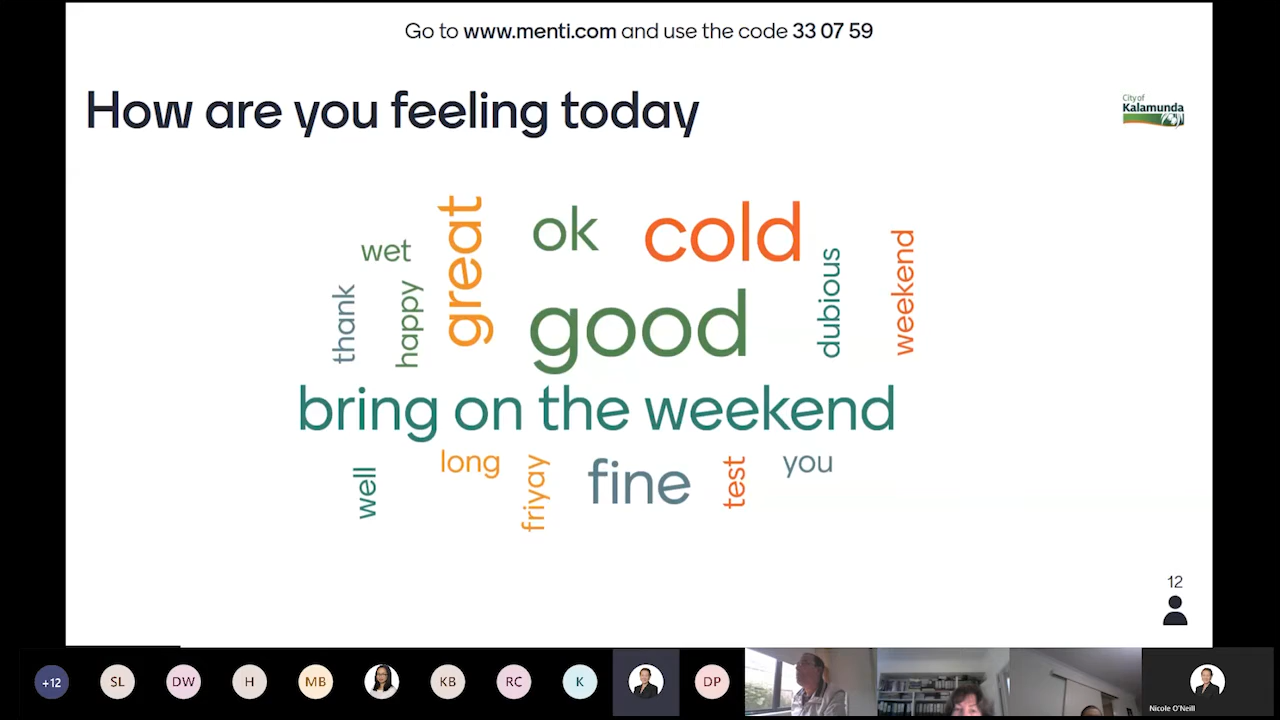 Go to www.menti.com and use the code 33 07 59
How are you feeling today
City of
Kalamunda
great
ok
cold
wet
dubious
weekend
thank
happy
good
bring on the weekend
well
long
friyay
fine
test
you
12
+12
SL
DW
H
MB
KB
RC
K
DP
Nicole O'Neill